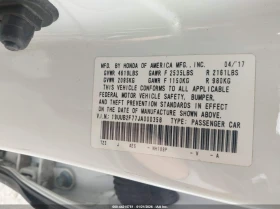 MFD. BY HONDA OF AMERICA MFG., INC. 04/17
GVWR 4619LBS GAWR F 2535LBS R 2161LBS
GVWR 2095KG GAWR F 1150KG R 980KG
THIS VEHICLE CONFORMS TO ALL APPLICABLE
FEDERAL MOTOR VEHICLE SAFETY, BUMPER, AND
THEFT PREVENTION STANDARDS IN EFFECT ON THE
DATE OF MANUFACTURE SHOWN ABOVE.
V.I.N: 19UUB2F77JA000358 TYPE: PASSENGER CAR